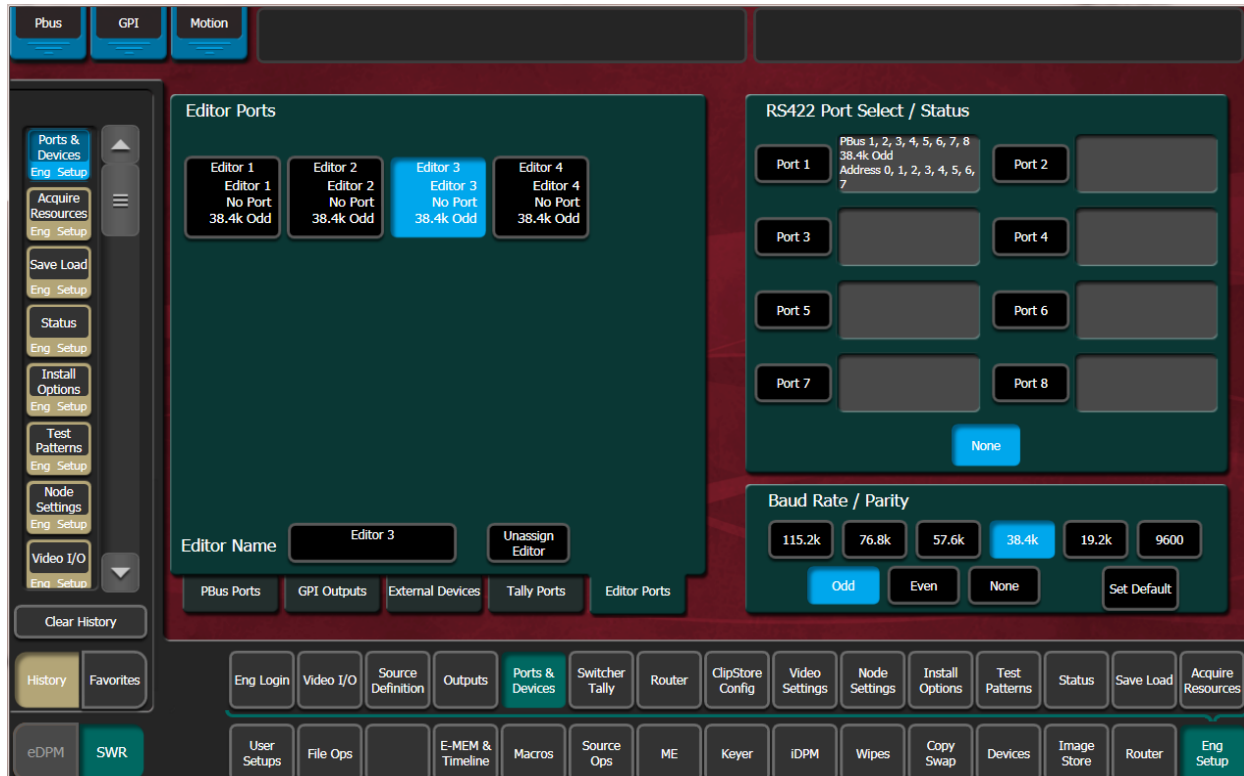 Pbus
GPI
Motion
Ports &
Devices
Eng Setup
Acquire
Resources
Eng Setup
Save Load
Eng Setup
Status
Eng Setup
Install
Options
Eng Setup
Test
Patterns
Eng Setup
Node
Settings
Eng Setup
Video I/O
Eng Setup
Clear History
History
Favorites
eDPM
SWR
Editor Ports
Editor 1
Editor 1
No Port
38.4k Odd
Editor 2
Editor 2
No Port
38.4k Odd
Editor 3
Editor 3
No Port
38.4k Odd
Editor 4
Editor 4
No Port
38.4k Odd
Editor Name
Editor 3
Unassign
Editor
PBus Ports
GPI Outputs
External Devices
Tally Ports
Editor Ports
RS422 Port Select / Status
Port 1
PBus 1, 2, 3, 4, 5, 6, 7, 8
38.4k Odd
Address 0, 1, 2, 3, 4, 5, 6,
7
Port 2
Port 3
Port 4
Port 5
Port 6
Port 7
Port 8
None
Baud Rate / Parity
115.2k
76.8k
57.6k
38.4k
19.2k
9600
Odd
Even
None
Set Default
Eng Login
Video I/O
Source
Definition
Outputs
Ports &
Devices
Switcher
Tally
Router
ClipStore
Config
Video
Settings
Node
Settings
Install
Options
Test
Patterns
Status
Save Load
Acquire
Resources
User
Setups
File Ops
E-MEM &
Timeline
Macros
Source
Ops
ME
Keyer
iDPM
Wipes
Copy
Swap
Devices
Image
Store
Router
Eng
Setup